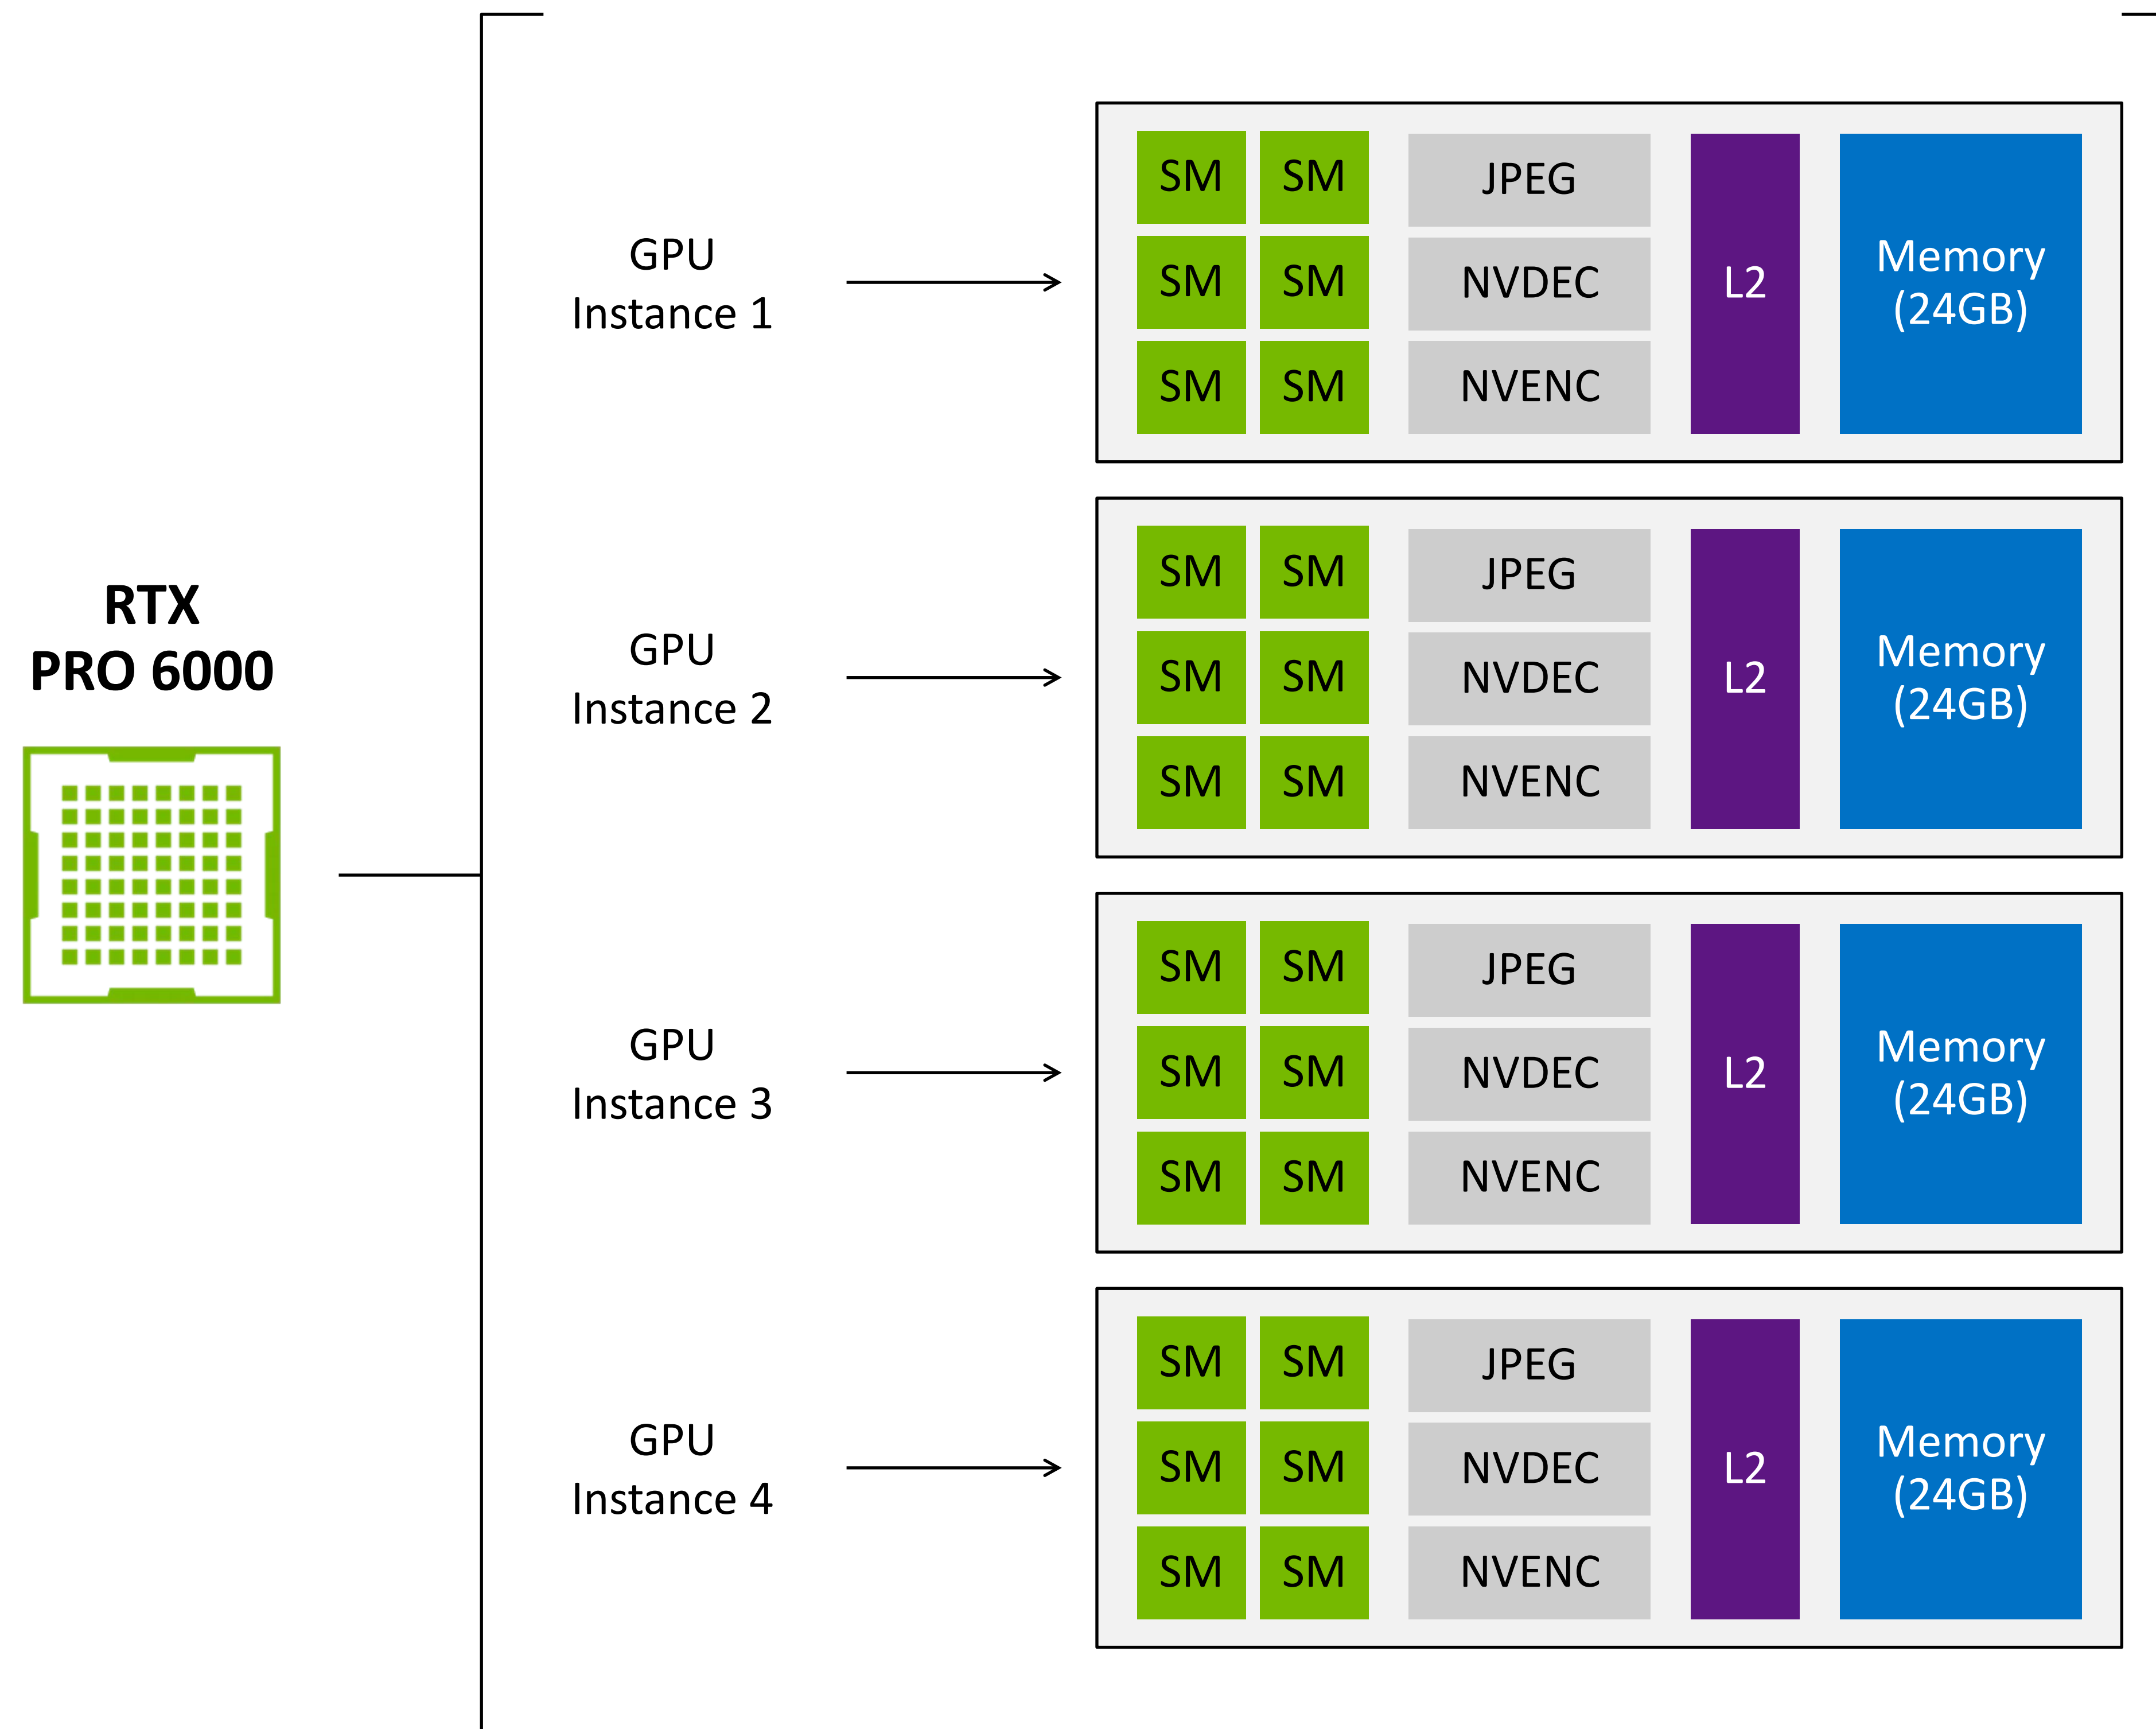 RTX
PRO 6000
GPU
Instance 1
SM SM JPEG
SM SM NVDEC
SM SM NVENC
L2
Memory
(24GB)
GPU
Instance 2
SM SM JPEG
SM SM NVDEC
SM SM NVENC
L2
Memory
(24GB)
GPU
Instance 3
SM SM JPEG
SM SM NVDEC
SM SM NVENC
L2
Memory
(24GB)
GPU
Instance 4
SM SM JPEG
SM SM NVDEC
SM SM NVENC
L2
Memory
(24GB)